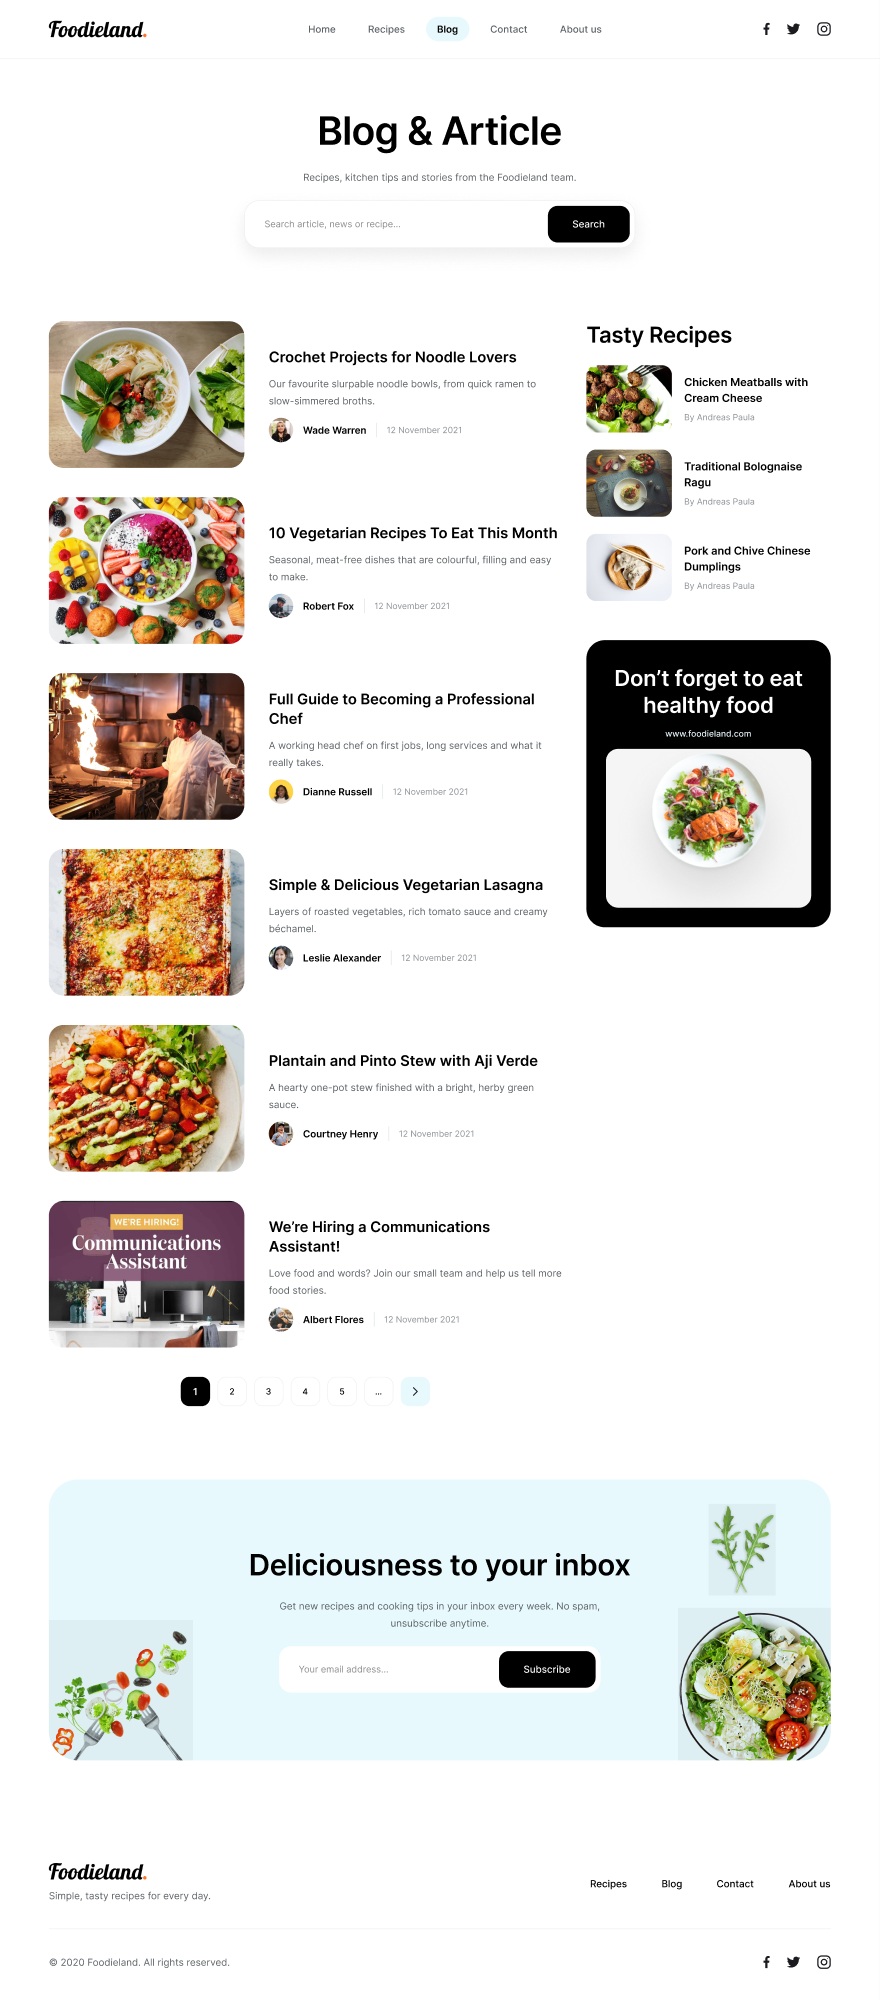 Foodieland.
Home
Recipes
Blog
Contact
About us
Blog & Article
Recipes, kitchen tips and stories from the Foodieland team.
Search article, news or recipe...
Search
Crochet Projects for Noodle Lovers
Our favourite slurpable noodle bowls, from quick ramen to
slow-simmered broths.
Wade Warren
12 November 2021
10 Vegetarian Recipes To Eat This Month
Seasonal, meat-free dishes that are colourful, filling and easy
to make.
Robert Fox
12 November 2021
Full Guide to Becoming a Professional
Chef
A working head chef on first jobs, long services and what it
really takes.
Dianne Russell
12 November 2021
Simple & Delicious Vegetarian Lasagna
Layers of roasted vegetables, rich tomato sauce and creamy
béchamel.
Leslie Alexander
12 November 2021
Plantain and Pinto Stew with Aji Verde
A hearty one-pot stew finished with a bright, herby green
sauce.
Courtney Henry
12 November 2021
WE'RE HIRING!
Communications
Assistant
We're Hiring a Communications
Assistant!
Love food and words? Join our small team and help us tell more
food stories.
Albert Flores
12 November 2021
1
2
3
4
5
...
Tasty Recipes
Chicken Meatballs with
Cream Cheese
By Andreas Paula
Traditional Bolognaise
Ragu
By Andreas Paula
Pork and Chive Chinese
Dumplings
By Andreas Paula
Don't forget to eat
healthy food
www.foodieland.com
Deliciousness to your inbox
Get new recipes and cooking tips in your inbox every week. No spam,
unsubscribe anytime.
Your email address...
Subscribe
Foodieland.
Simple, tasty recipes for every day.
Recipes
Blog
Contact
About us
© 2020 Foodieland. All rights reserved.